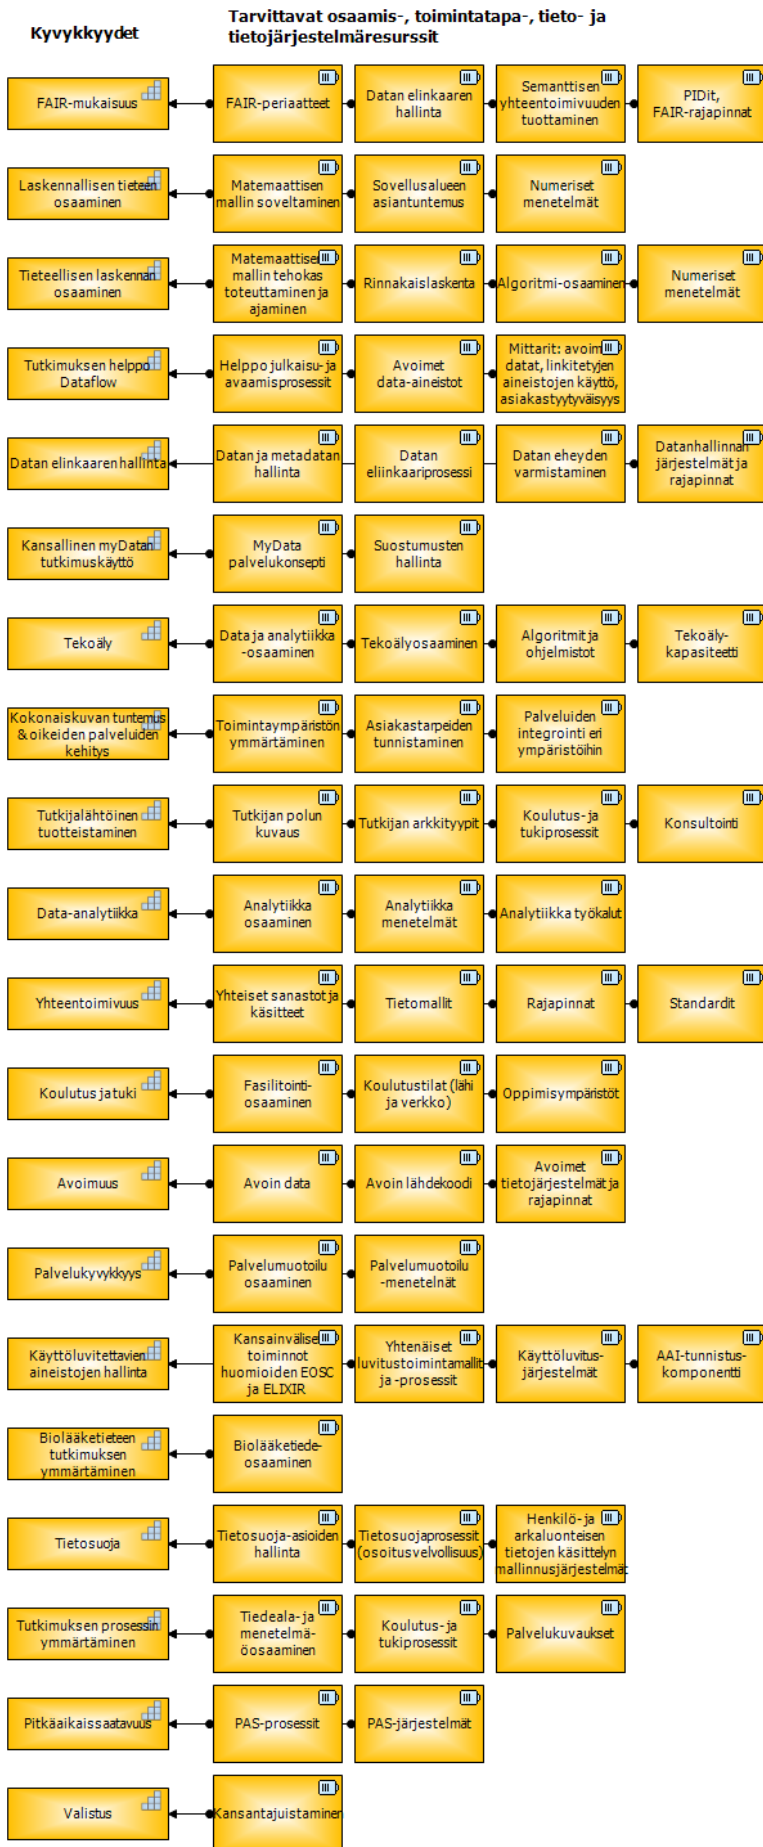 Kyvykkyydet
Tarvittavat osaamis-, toimintatapa-, tieto- ja
tietojärjestelmäresurssit
FAIR-mukaisuus
FAIR-periaatteet
Datan elinkaaren
hallinta
Semanttisen
yhteentoimivuuden
tuottaminen
PIDit,
FAIR-rajapinnat
Laskennallisen tieteen
osaaminen
Matemaattisen
mallin soveltaminen
Sovellusalueen
asiantuntemus
Numeriset
menetelmät
Tieteellisen laskennan
osaaminen
Matemaattisen
mallin tehokas
toteuttaminen ja
ajaminen
Rinnakaislaskenta
Algoritmi-osaaminen
Numeriset
menetelmät
Tutkimuksen helppo
Dataflow
Helppo julkaisu- ja
avaamisprosessit
Avoimet
data-aineistot
Mittarit: avoimet
datat, linkitetyjen
aineistojen käyttö,
asiakastyytyväisyys
Datan elinkaaren hallinta
Datan ja metadatan
hallinta
Datan
eliinkaariprosessi
Datan eheyden
varmistaminen
Datanhallinnan
järjestelmät ja
rajapinnat
Kansallinen myDatan
tutkimuskäyttö
MyData
palvelukonsepti
Suostumusten
hallinta
Tekoäly
Data ja analytiikka
-osaaminen
Tekoälyosaaminen
Algoritmit ja
ohjelmistot
Tekoäly-
kapasiteetti
Kokonaiskuvan tuntemus
& oikeiden palveluiden
kehitys
Toimintaympäristön
ymmärtäminen
Asiakastarpeiden
tunnistaminen
Palveluiden
integrointi eri
ympäristöihin
Tutkijalähtöinen
tuotteistaminen
Tutkijan polun
kuvaus
Tutkijan arkkityypit
Koulutus- ja
tukiprosessit
Konsultointi
Data-analytiikka
Analytiikka
osaaminen
Analytiikka
menetelmät
Analytiikka työkalut
Yhteentoimivuus
Yhteiset sanastot ja
käsitteet
Tietomallit
Rajapinnat
Standardit
Koulutus ja tuki
Fasilitointi-
osaaminen
Koulutustilat (lähi
ja verkko)
Oppimisympäristöt
Avoimuus
Avoin data
Avoin lähdekoodi
Avoimet
tietojärjestelmät ja
rajapinnat
Palvelukyvykkyys
Palvelumuotoilu
osaaminen
Palvelumuotoilu
-menetelnät
Käyttöluvitettavien
aineistojen hallinta
Kansainväliset
toiminnot
huomioiden EOSC
ja ELIXIR
Yhtenäiset
luvitustoimintamallit
ja -prosessit
Käyttöluvitus-
järjestelmät
AAI-tunnistus-
komponentti
Biolääketieteen
tutkimuksen
ymmärtäminen
Biolääketiede-
osaaminen
Tietosuoja
Tietosuoja-asioiden
hallinta
Tietosuojaprosessit
(osoitusvelvollisuus)
Henkilö- ja
arkaluonteisen
tietojen käsittelyn
mallinnusjärjestelmät
Tutkimuksen prosessin
ymmärtäminen
Tiedeala- ja
menetelmä-
öosaaminen
Koulutus- ja
tukiprosessit
Palvelukuvaukset
Pitkäaikaissaatavuus
PAS-prosessit
PAS-järjestelmät
Valistus
Kansantajuistaminen